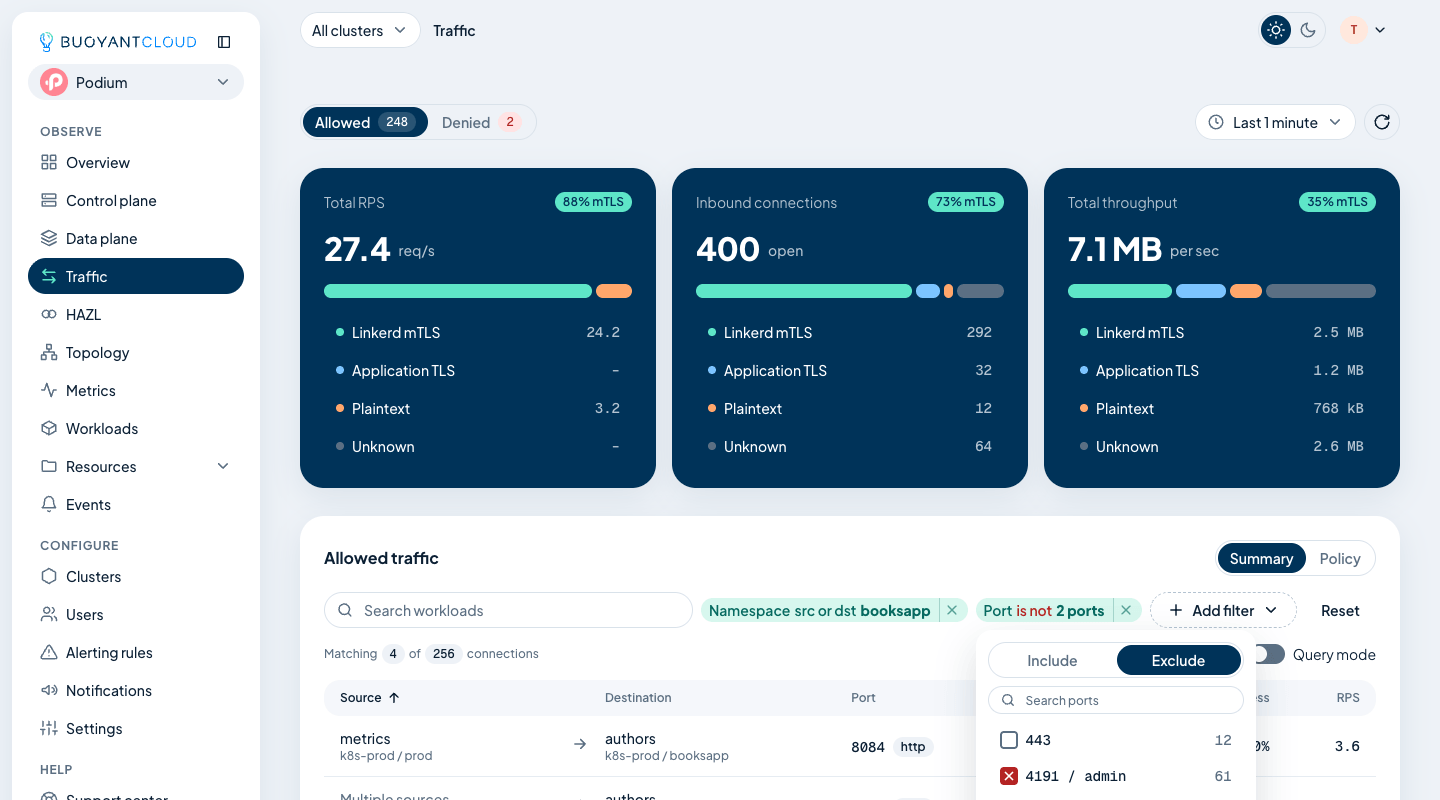 BUOYANTCLOUD
Podium
OBSERVE
Overview
Control plane
Data plane
Traffic
HAZL
Topology
Metrics
Workloads
Resources
Events
CONFIGURE
Clusters
Users
Alerting rules
Notifications
Settings
HELP
Support center
All clusters
Traffic
T
Allowed 248
Denied 2
Last 1 minute
Total RPS 88% mTLS
27.4 req/s
Linkerd mTLS 24.2
Application TLS –
Plaintext 3.2
Unknown –
Inbound connections 73% mTLS
400 open
Linkerd mTLS 292
Application TLS 32
Plaintext 12
Unknown 64
Total throughput 35% mTLS
7.1 MB per sec
Linkerd mTLS 2.5 MB
Application TLS 1.2 MB
Plaintext 768 kB
Unknown 2.6 MB
Allowed traffic
Summary Policy
Search workloads
Namespace src or dst booksapp
Port is not 2 ports
Add filter
Reset
Matching 4 of 256 connections
Query mode
Include Exclude
Search ports
443 12
4191 / admin 61
Source Destination Port RPS
metrics authors 8084 http 3.6
k8s-prod / prod k8s-prod / booksapp
Multiple sources authors